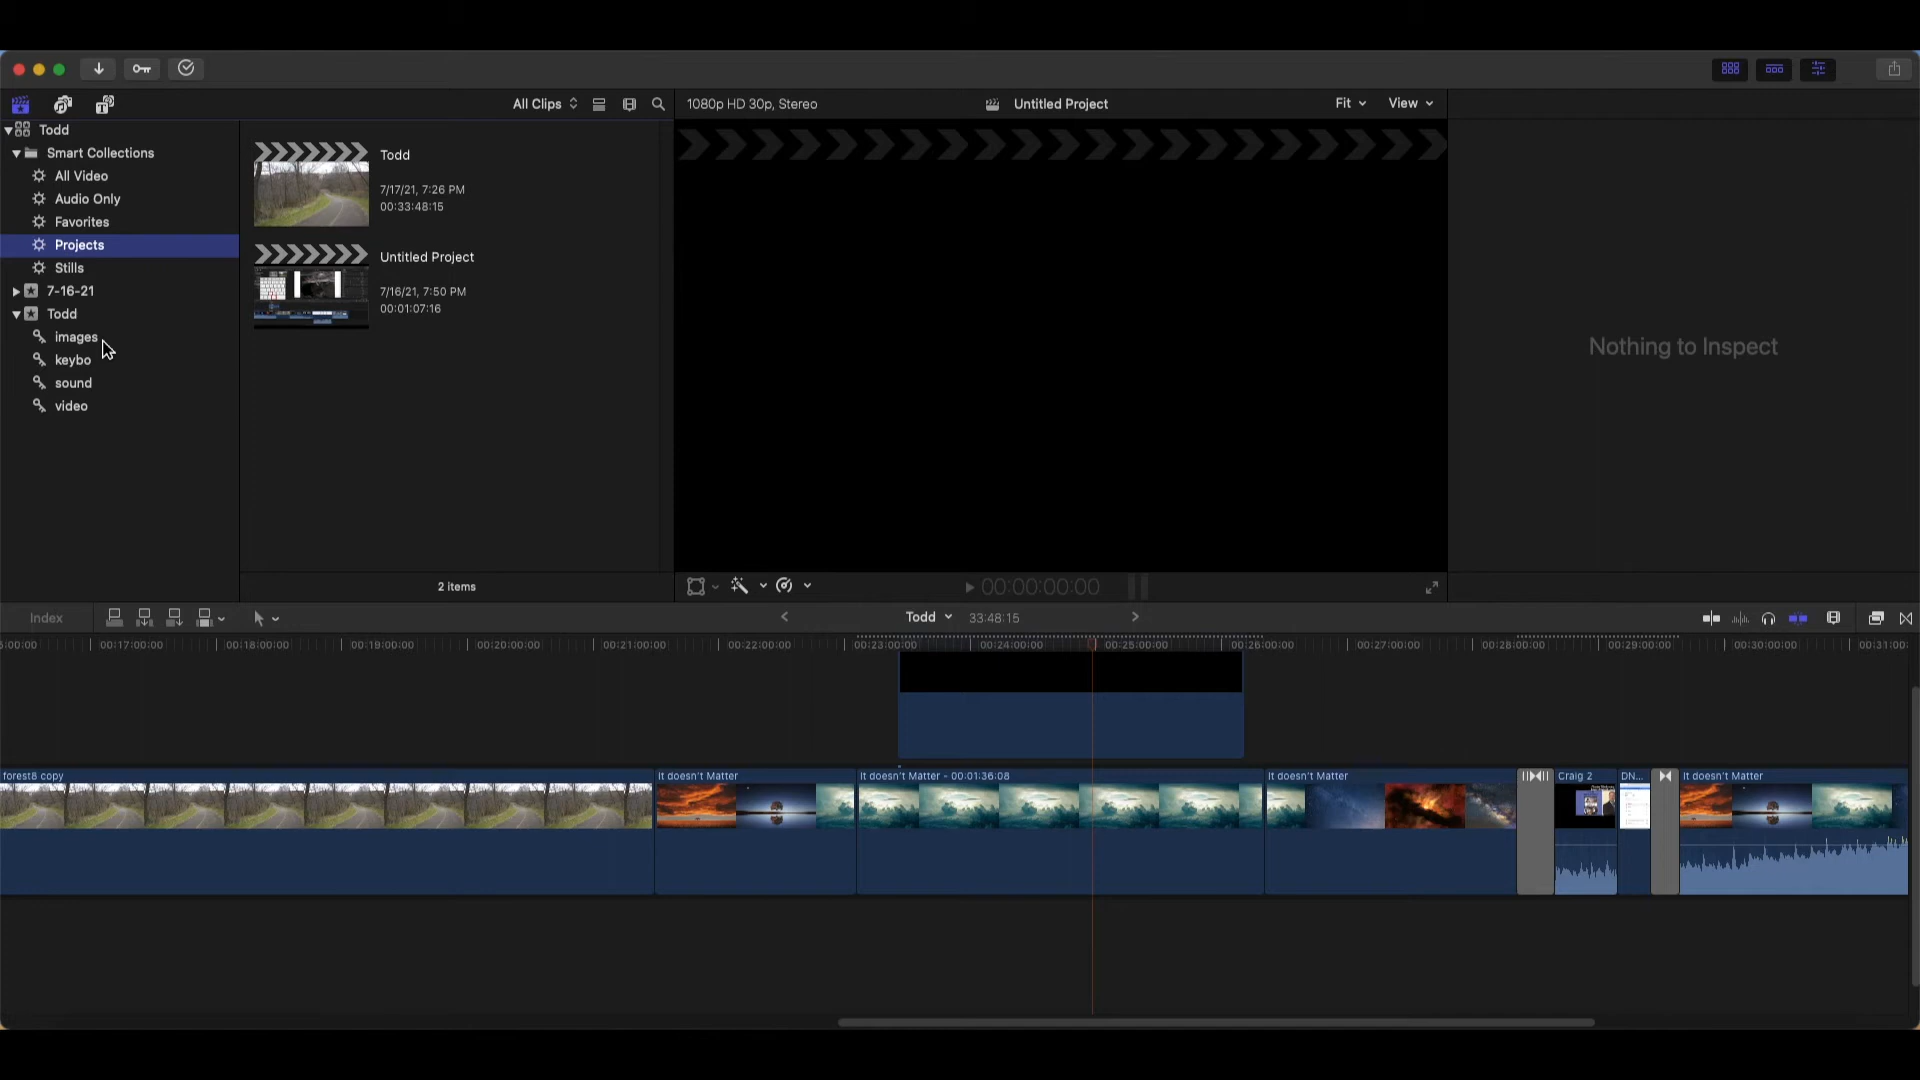 All Clips
1080p HD 30p, Stereo
Untitled Project
Fit
View
Todd
Smart Collections
All Video
Audio Only
Favorites
Projects
Stills
7-16-21
Todd
images
keybo
sound
video
Todd
7/17/21, 7:26 PM
00:33:48:15
Untitled Project
7/16/21, 7:50 PM
00:01:07:16
2 items
Nothing to Inspect
00:00:00:00
Index
Todd
33:48:15
5:00:00
00:17:00:00
00:18:00:00
00:19:00:00
00:20:00:00
00:21:00:00
00:22:00:00
00:23:00:00
00:24:00:00
00:25:00:00
00:26:00:00
00:27:00:00
00:28:00:00
00:29:00:00
00:30:00:00
00:31:00:
forest8 copy
It doesn't Matter
It doesn't Matter - 00:01:36:08
It doesn't Matter
Craig 2
DN...
It doesn't Matter